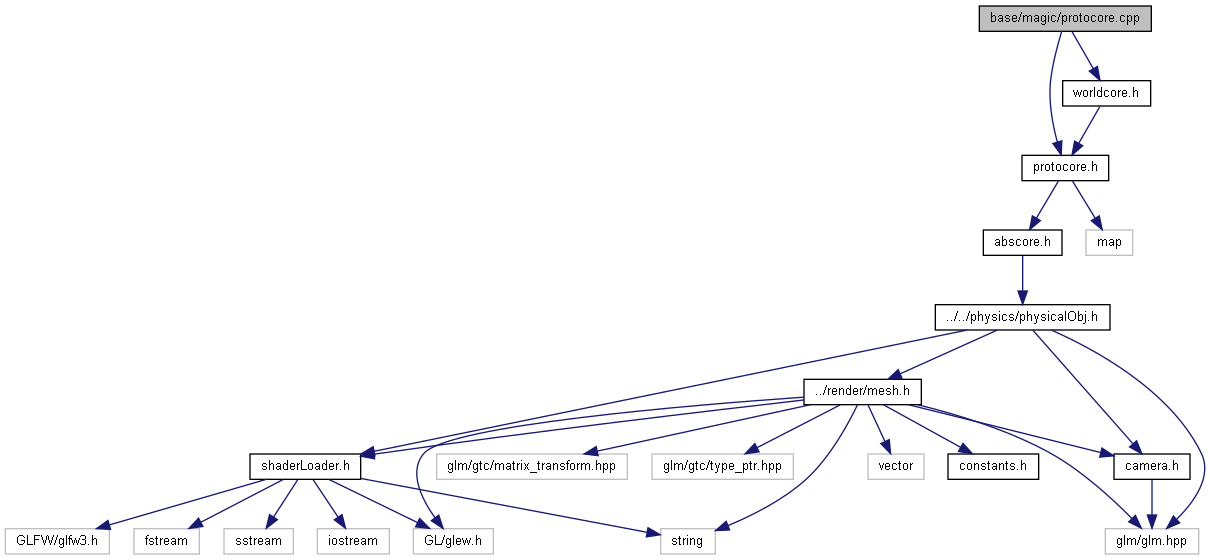 base/magic/protocore.cpp
worldcore.h
protocore.h
abscore.h
map
../../physics/physicalObj.h
../render/mesh.h
shaderLoader.h
glm/gtc/matrix_transform.hpp
glm/gtc/type_ptr.hpp
vector
constants.h
camera.h
GLFW/glfw3.h
fstream
sstream
iostream
GL/glew.h
string
glm/glm.hpp